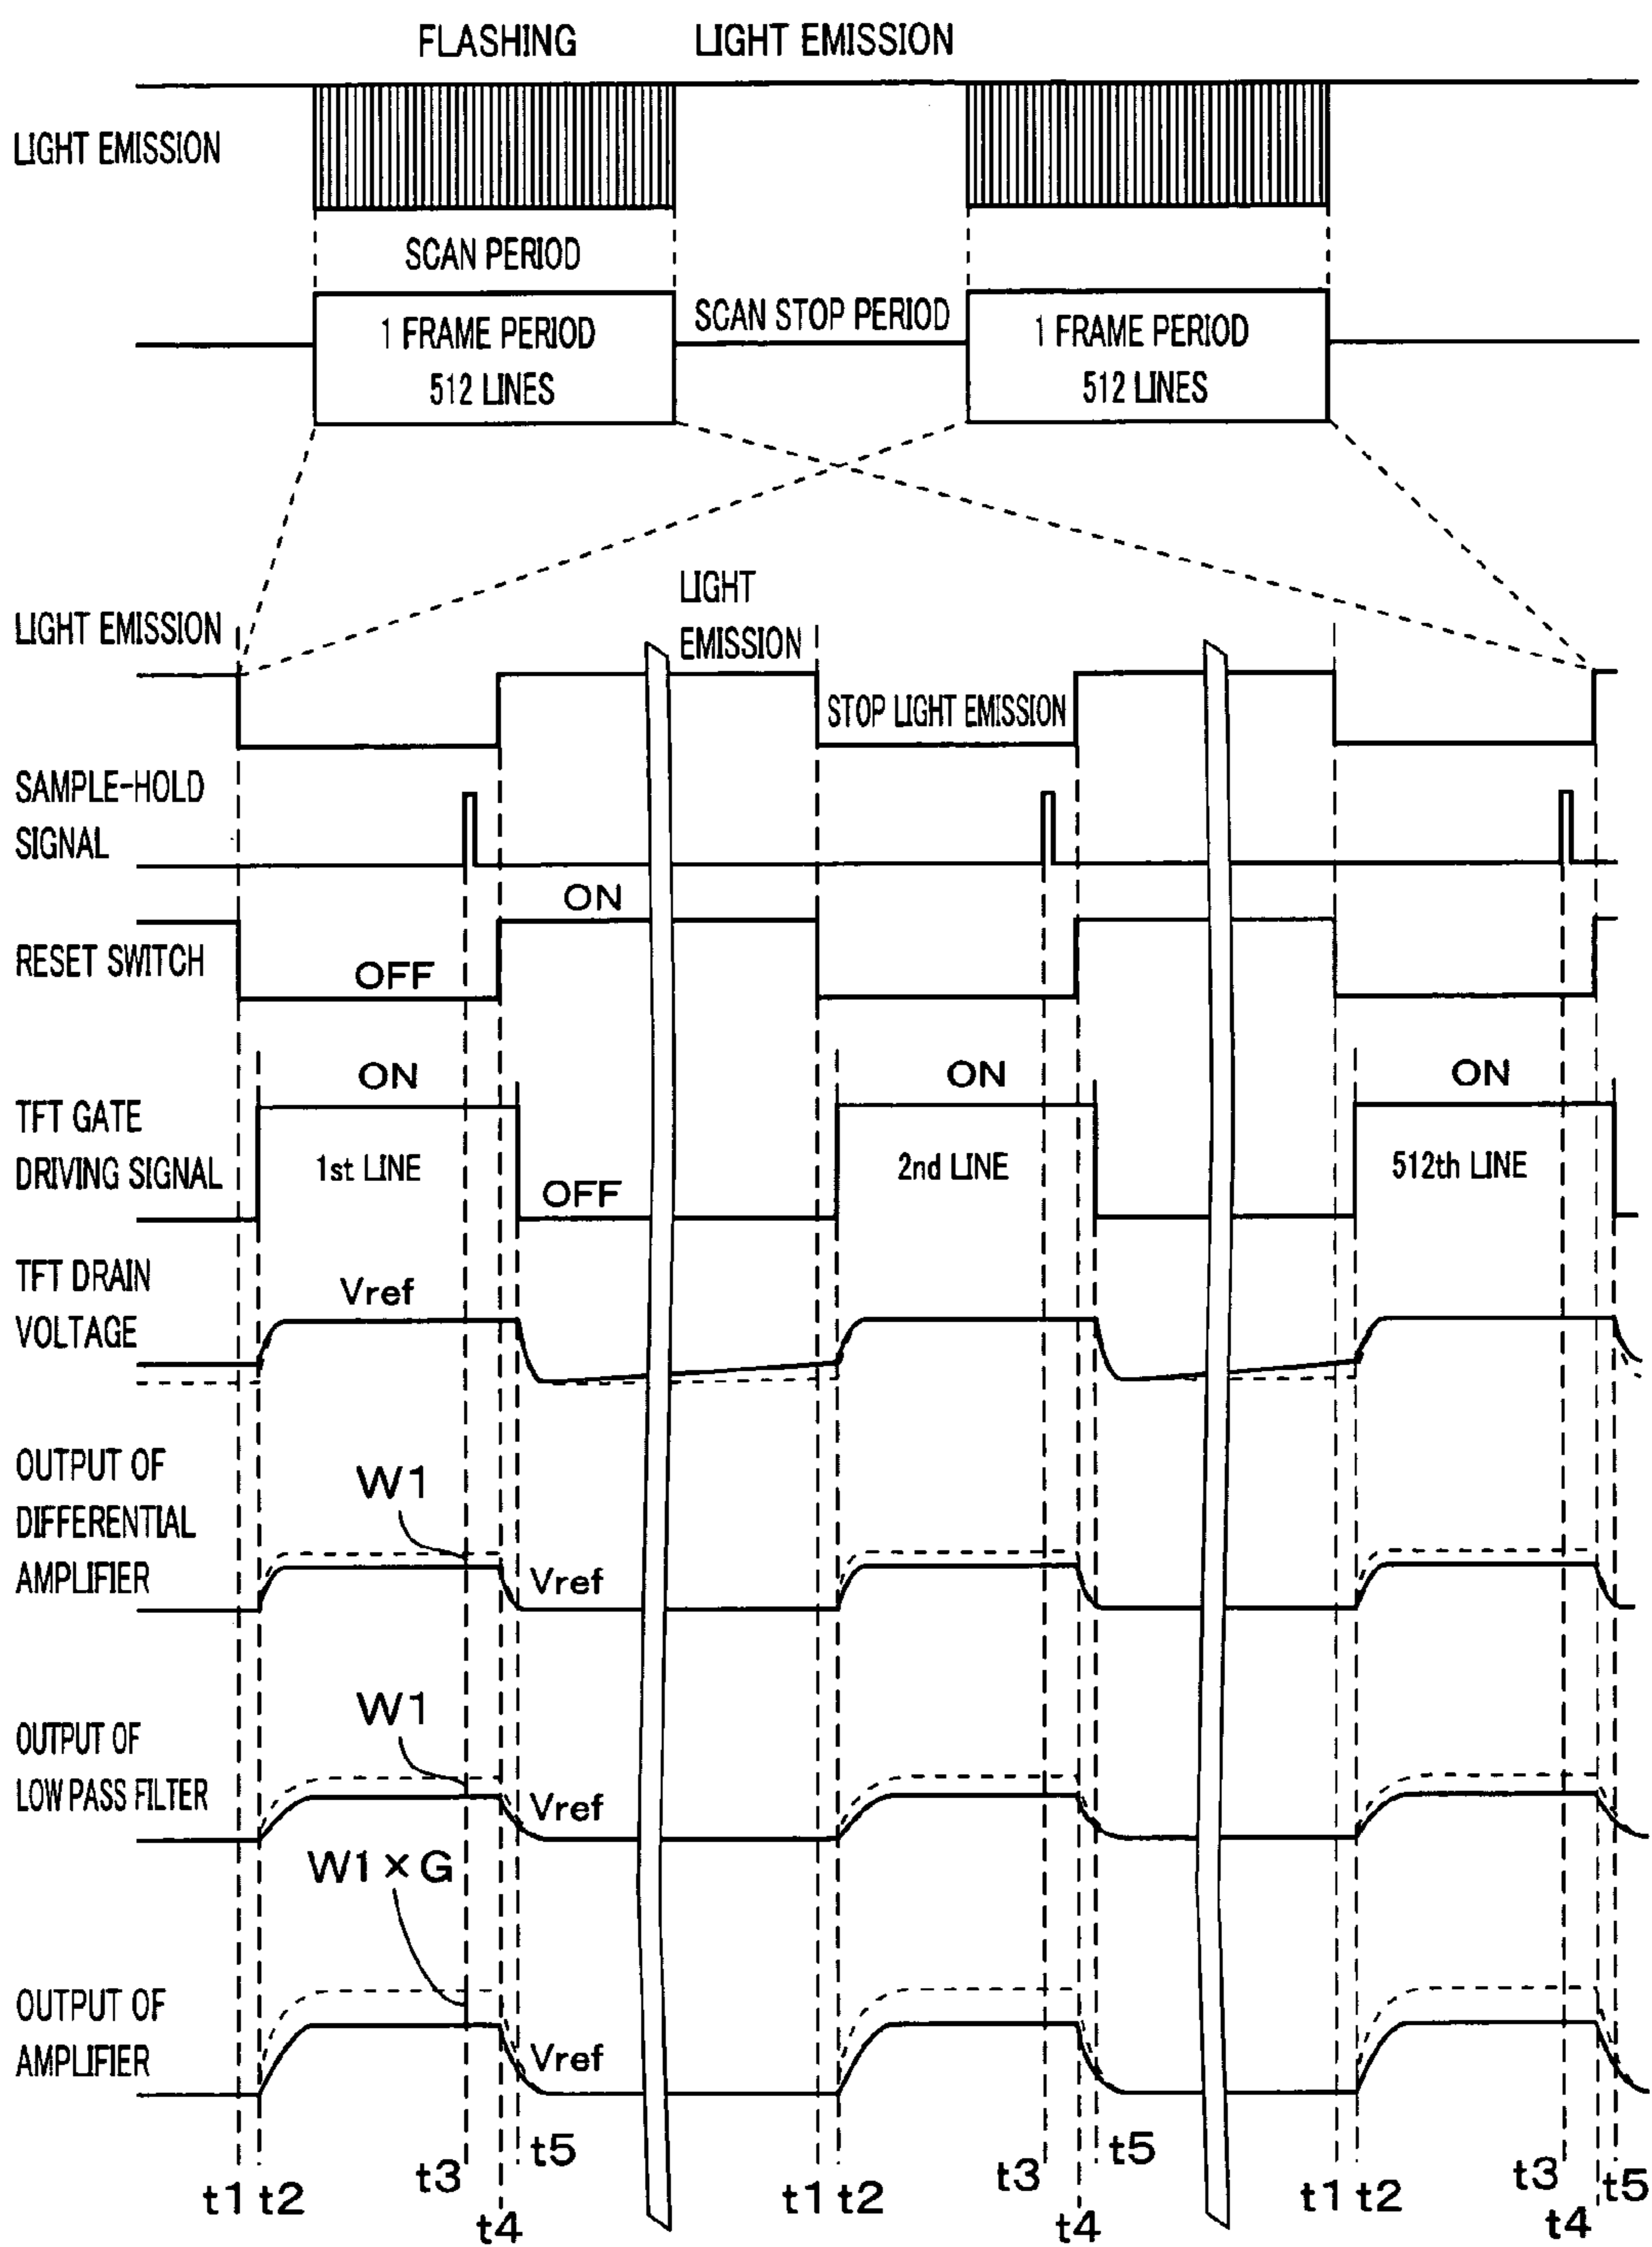 FLASHING LIGHT EMISSION
LIGHT EMISSION
SCAN PERIOD
1 FRAME PERIOD
512 LINES
SCAN STOP PERIOD
1 FRAME PERIOD
512 LINES
LIGHT EMISSION
LIGHT
EMISSION
STOP LIGHT EMISSION
SAMPLE-HOLD
SIGNAL
RESET SWITCH
OFF
ON
TFT GATE
DRIVING SIGNAL
ON
1st LINE
OFF
ON
2nd LINE
ON
512th LINE
TFT DRAIN
VOLTAGE
Vref
OUTPUT OF
DIFFERENTIAL
AMPLIFIER
W1
Vref
OUTPUT OF
LOW PASS FILTER
W1
Vref
W1×G
OUTPUT OF
AMPLIFIER
Vref
t1 t2 t3 t4 t5
t1 t2 t3 t4 t5
t1 t2 t3 t4 t5